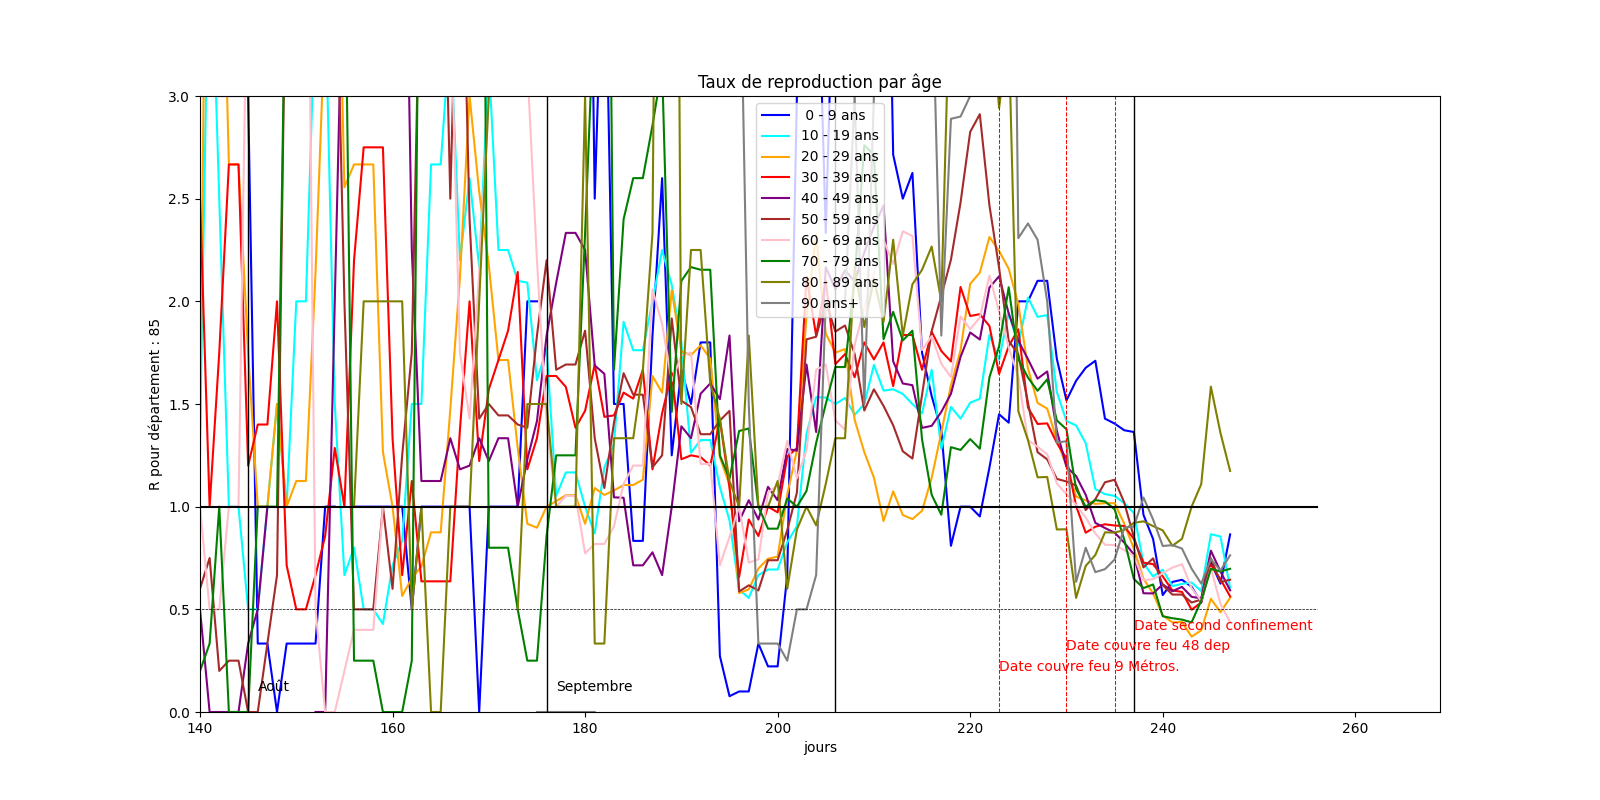 Taux de reproduction par âge
3.0
2.5
2.0
1.5
1.0
0.5
0.0
R pour département : 85
0 - 9 ans
10 - 19 ans
20 - 29 ans
30 - 39 ans
40 - 49 ans
50 - 59 ans
60 - 69 ans
70 - 79 ans
80 - 89 ans
90 ans+
Date second confinement
Date couvre feu 48 dep
Date couvre feu 9 Métros.
Août
Septembre
140 160 180 200 220 240 260
jours